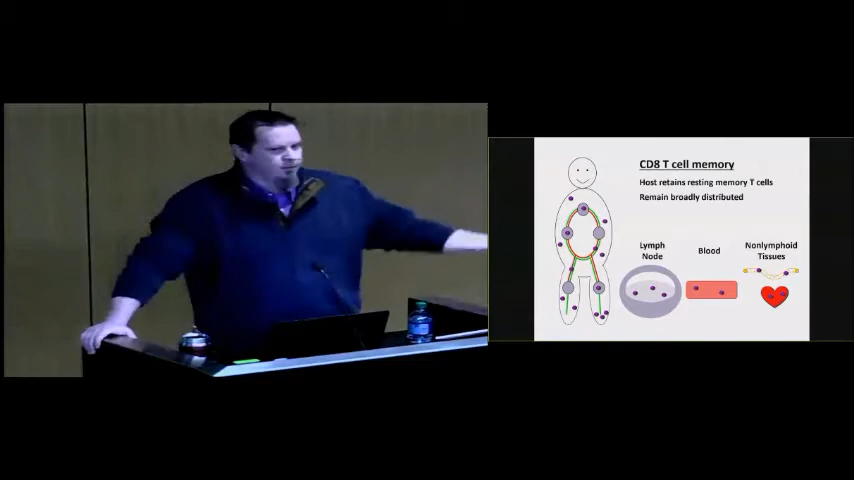 CD8 T cell memory
Host retains resting memory T cells
Remain broadly distributed
Lymph
Node
Blood
Nonlymphoid
Tissues